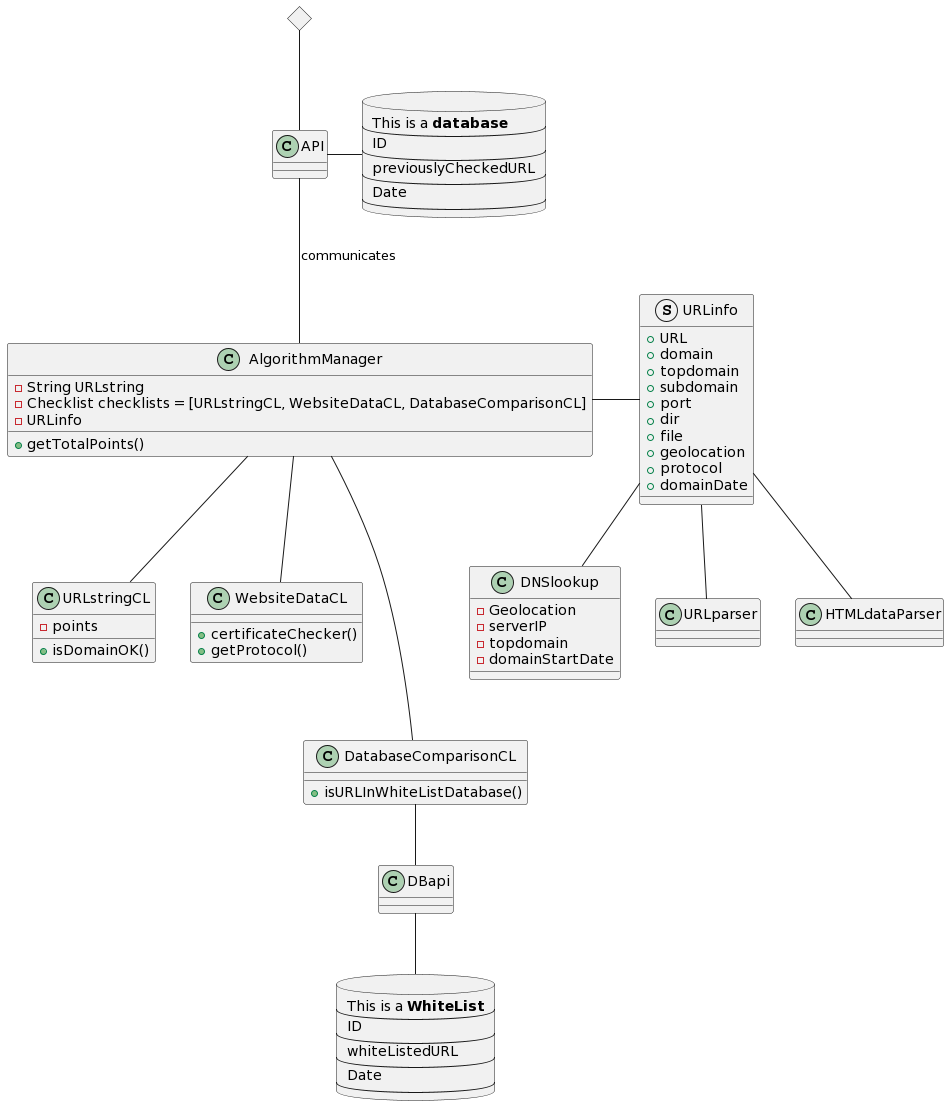 This is a database
ID
previouslyCheckedURL
Date
C API
communicates
C AlgorithmManager
String URLstring
Checklist checklists = [URLstringCL, WebsiteDataCL, DatabaseComparisonCL]
URLinfo
getTotalPoints()
S URLinfo
URL
domain
topdomain
subdomain
port
dir
file
geolocation
protocol
domainDate
C URLstringCL
points
isDomainOK()
C WebsiteDataCL
certificateChecker()
getProtocol()
C DNSlookup
Geolocation
serverIP
topdomain
domainStartDate
C URLparser
C HTMLdataParser
C DatabaseComparisonCL
isURLInWhiteListDatabase()
C DBapi
This is a WhiteList
ID
whiteListedURL
Date